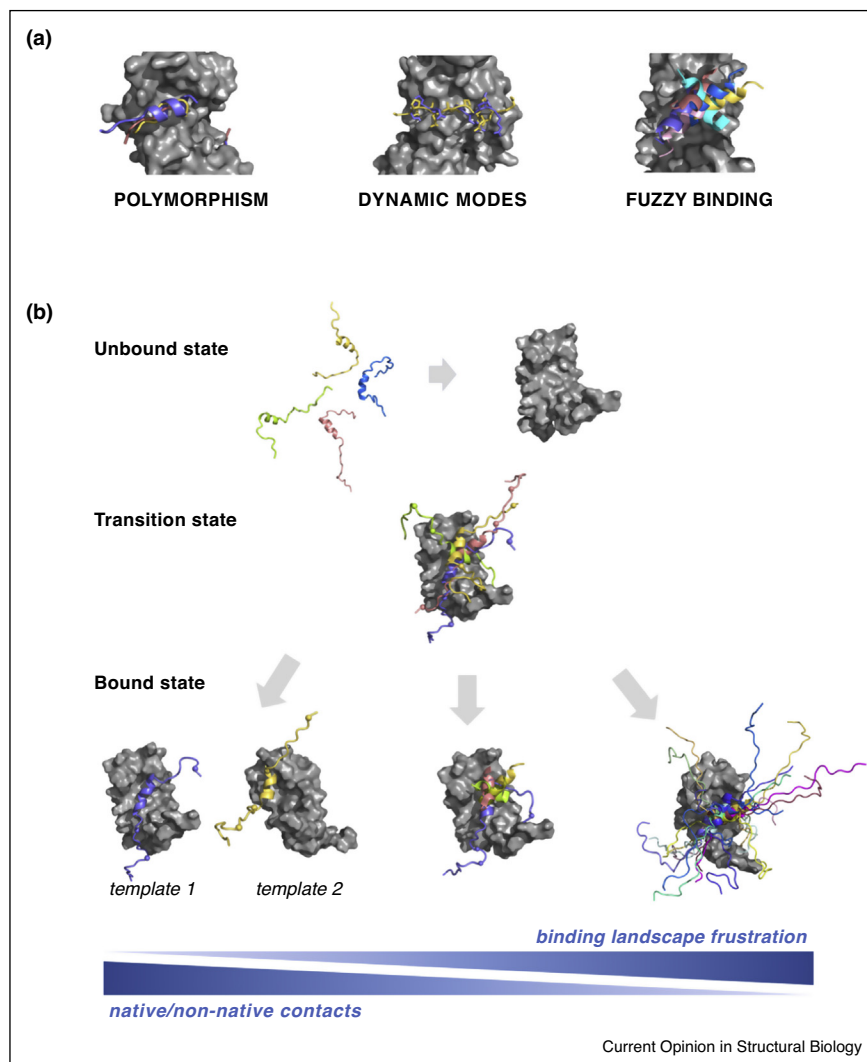 (a)
POLYMORPHISM
DYNAMIC MODES
FUZZY BINDING
(b)
Unbound state
Transition state
Bound state
template 1
template 2
binding landscape frustration
native/non-native contacts
Current Opinion in Structural Biology